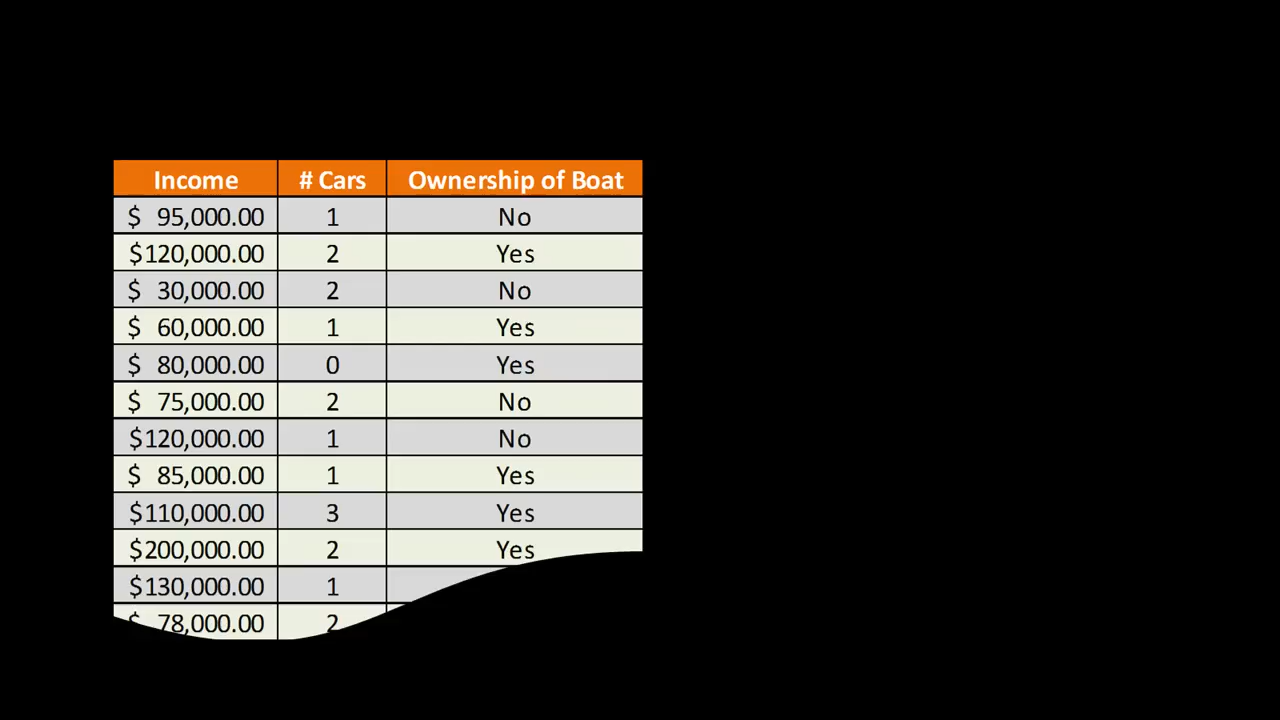 Income # Cars Ownership of Boat
$ 95,000.00 1 No
$120,000.00 2 Yes
$ 30,000.00 2 No
$ 60,000.00 1 Yes
$ 80,000.00 0 Yes
$ 75,000.00 2 No
$120,000.00 1 No
$ 85,000.00 1 Yes
$110,000.00 3 Yes
$200,000.00 2 Yes
$130,000.00 1
$ 78,000.00 2